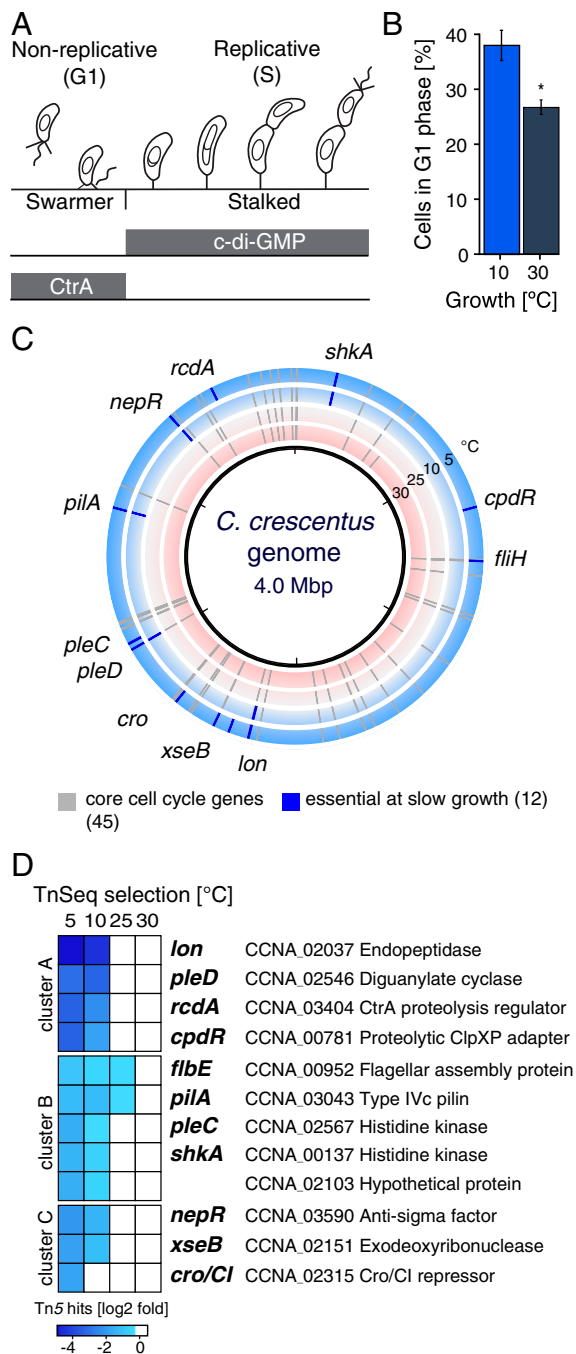 A
Non-replicative
(G1)
Replicative
(S)
Swarmer
Stalked
c-di-GMP
CtrA
B
Cells in G1 phase [%]
40
30
20
10
0
*
10
30
Growth [ºC]
C
shkA
rcdA
nepR
pilA
pleC
pleD
cro
xseB
lon
cpdR
fliH
°C
5
10
25
30
C. crescentus
genome
4.0 Mbp
core cell cycle genes
(45)
essential at slow growth (12)
D
TnSeq selection [°C]
5 10 25 30
cluster A
lon CCNA_02037 Endopeptidase
pleD CCNA_02546 Diguanylate cyclase
rcdA CCNA_03404 CtrA proteolysis regulator
cpdR CCNA_00781 Proteolytic ClpXP adapter
cluster B
flbE CCNA_00952 Flagellar assembly protein
pilA CCNA_03043 Type IVc pilin
pleC CCNA_02567 Histidine kinase
shkA CCNA_00137 Histidine kinase
CCNA_02103 Hypothetical protein
cluster C
nepR CCNA_03590 Anti-sigma factor
xseB CCNA_02151 Exodeoxyribonuclease
cro/CI CCNA_02315 Cro/CI repressor
Tn5 hits [log2 fold]
-4 -2 0